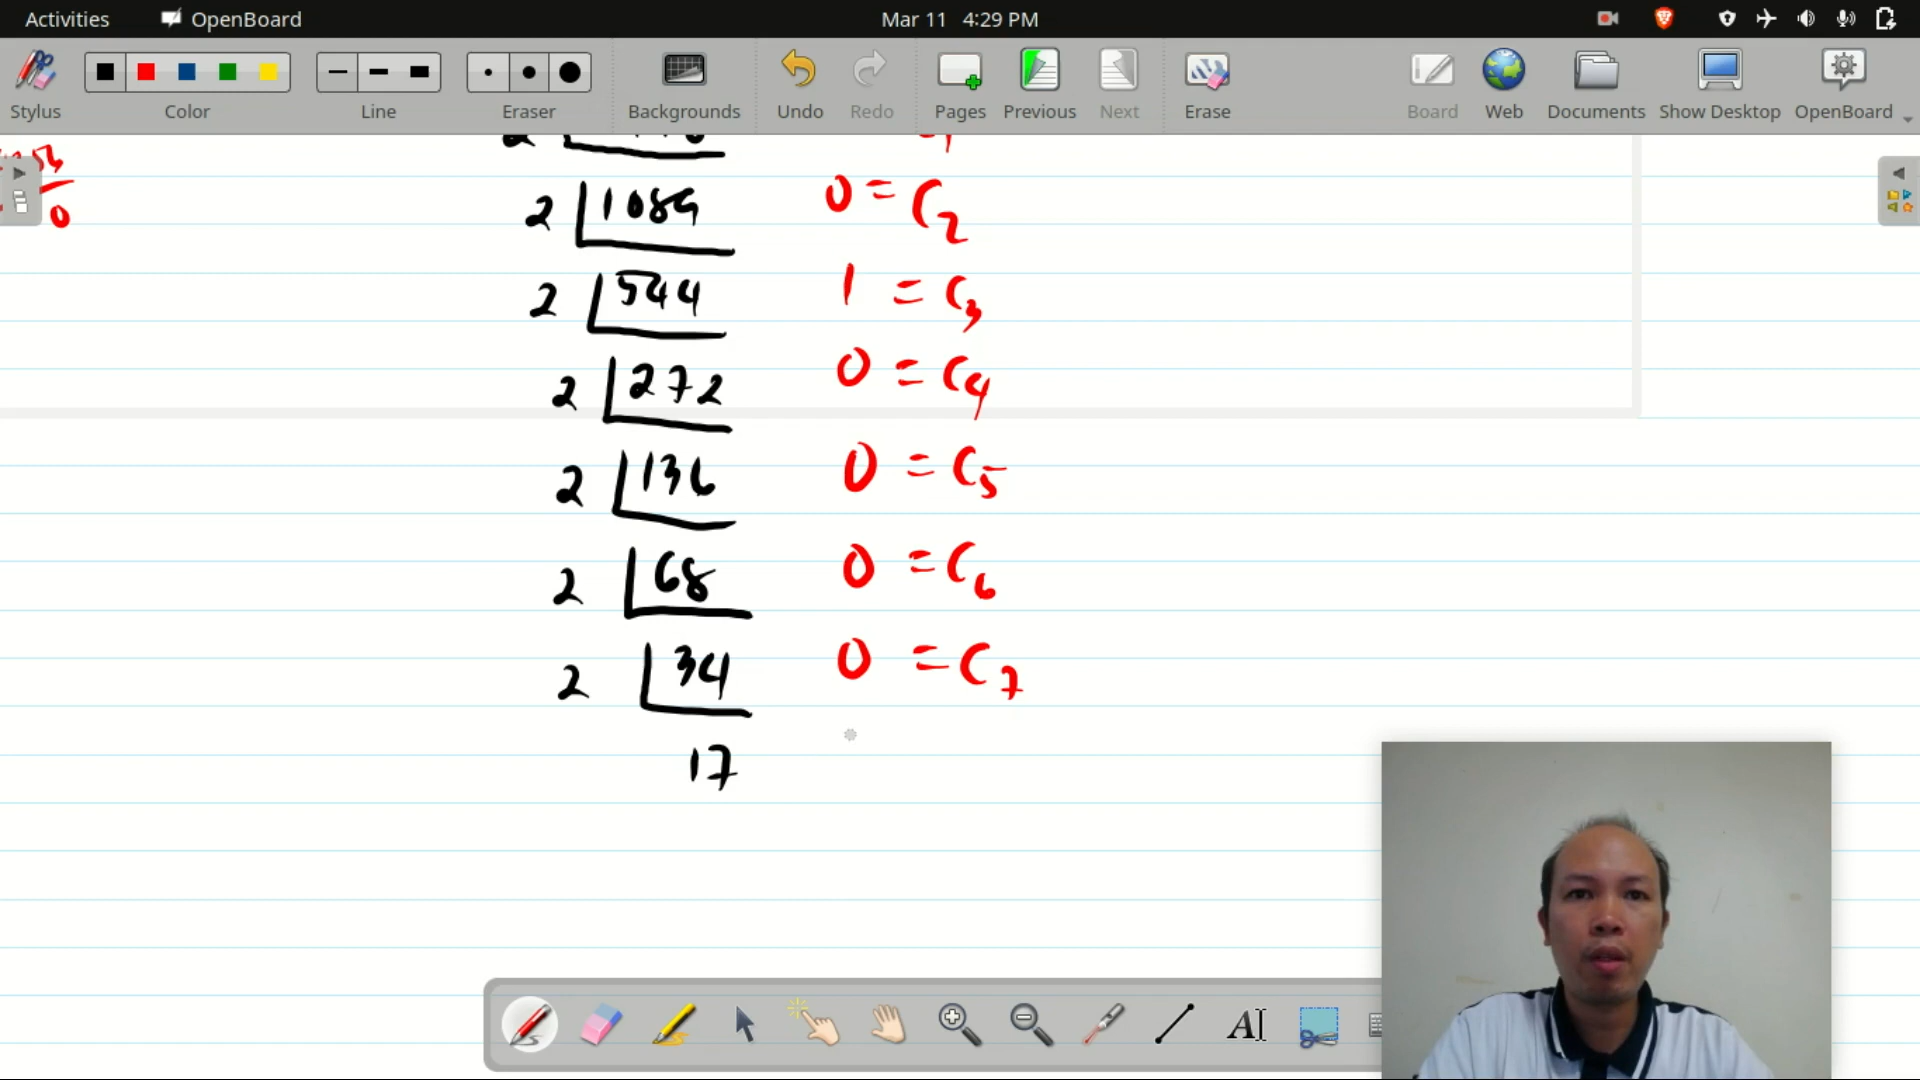 Activities OpenBoard Mar 11 4:29 PM
Stylus Color Line Eraser Backgrounds Undo Redo Pages Previous Next Erase Board Web Documents Show Desktop OpenBoard
0
2 1089 0 = C2
2 544 1 = C3
2 272 0 = C4
2 136 0 = C5
2 68 0 = C6
2 34 0 = C7
17